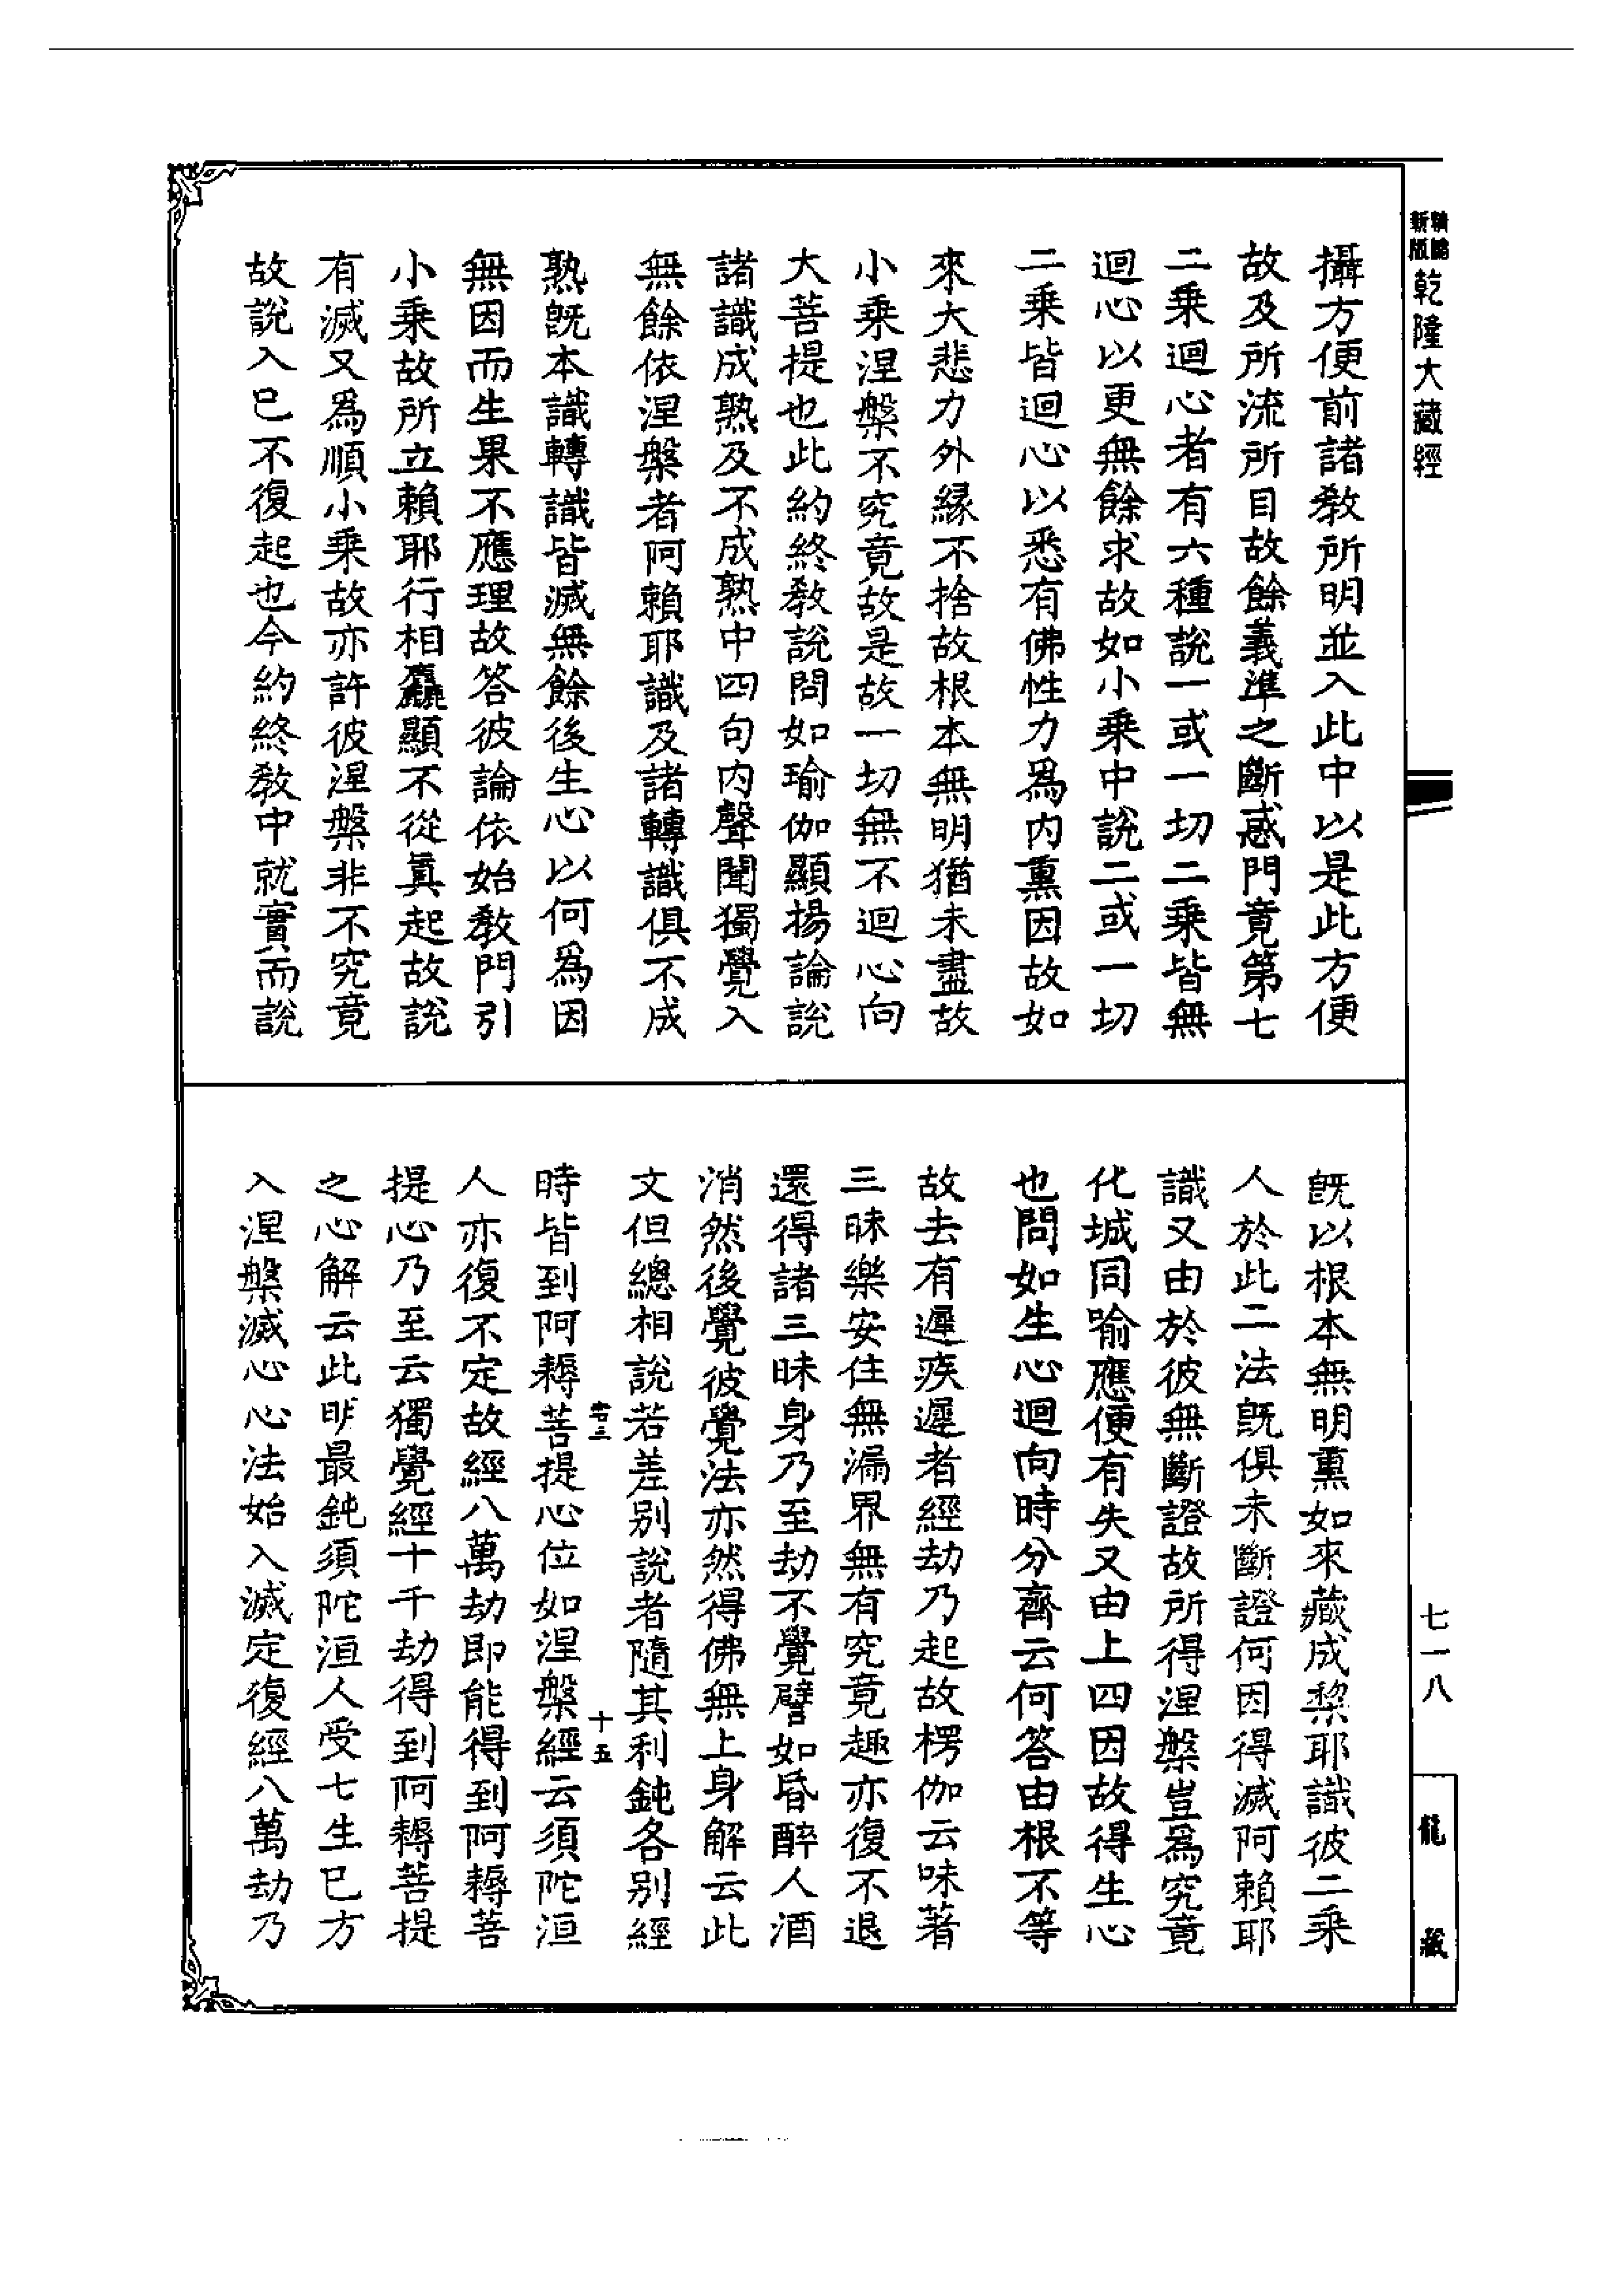 新版精編
乾隆大藏經
攝方便前諸教所明並入此中以是此方便
故及所流所目故餘義準之斷惑門竟第七
二乘迴心者有六種說一或一切二乘皆無
迴心以更無餘求故如小乘中說二或一切
二乘皆迴心以悉有佛性力為內熏因故如
來大悲力外緣不捨故根本無明猶未盡故
小乘涅槃不究竟故是故一切無不迴心向
大菩提也此約終教說問如瑜伽顯揚論說
諸識成熟及不成熟中四句內聲聞獨覺入
無餘依涅槃者阿賴耶識及諸轉識俱不成
熟旣本識轉識皆滅無餘後生心以何為因
無因而生果不應理故答彼論依始教門引
小乘故所立賴耶行相麤顯不從真起故說
有滅又為順小乘故亦許彼涅槃非不究竟
故說入已不復起也今約終教中就實而說
旣以根本無明熏如來藏成棃耶識彼二乘
人於此二法旣俱未斷證何因得滅阿賴耶
識又由於彼無斷證故所得涅槃豈為究竟
化城同喻應便有失又由上四因故得生心
也問如生心迴向時分齊云何答由根不等
故去有遲疾遲者經劫乃起故楞伽云味著
三昧樂安住無漏界無有究竟趣亦復不退
還得諸三昧身乃至劫不覺譬如昏醉人酒
消然後覺彼覺法亦然得佛無上身解云此
文但總相說若差別說者隨其利鈍各別經
十五
時皆到阿耨菩提心位如涅槃經云須陀洹
人亦復不定故經八萬劫即能得到阿耨菩
提心乃至云獨覺經十千劫得到阿耨菩提
之心解云此明最鈍須陀洹人受七生已方
入涅槃滅心心法始入滅定復經八萬劫乃
七一八
龍藏